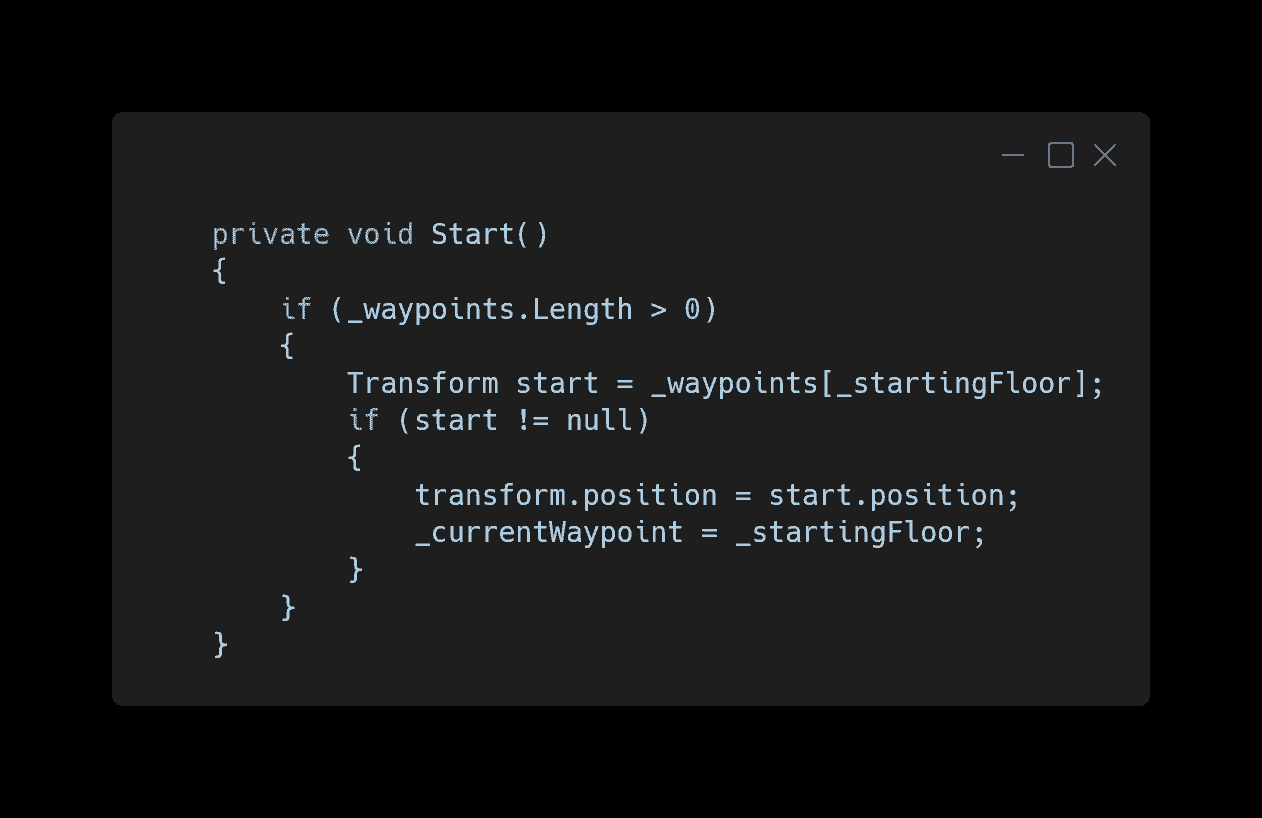 private void Start()
{
    if (_waypoints.Length > 0)
    {
        Transform start = _waypoints[_startingFloor];
        if (start != null)
        {
            transform.position = start.position;
            _currentWaypoint = _startingFloor;
        }
    }
}